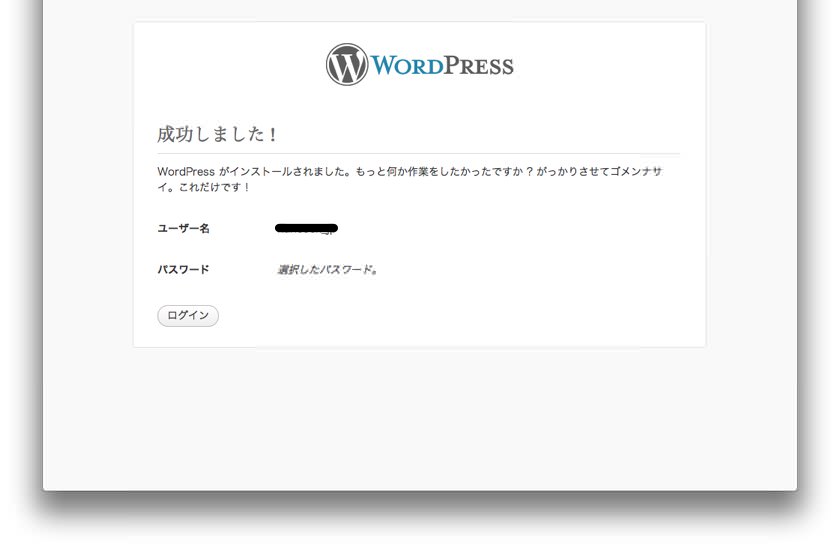 WORDPRESS
成功しました！
WordPress がインストールされました。もっと何か作業をしたかったですか ? がっかりさせてゴメンナサ
イ。これだけです！
ユーザー名
パスワード 選択したパスワード。
ログイン